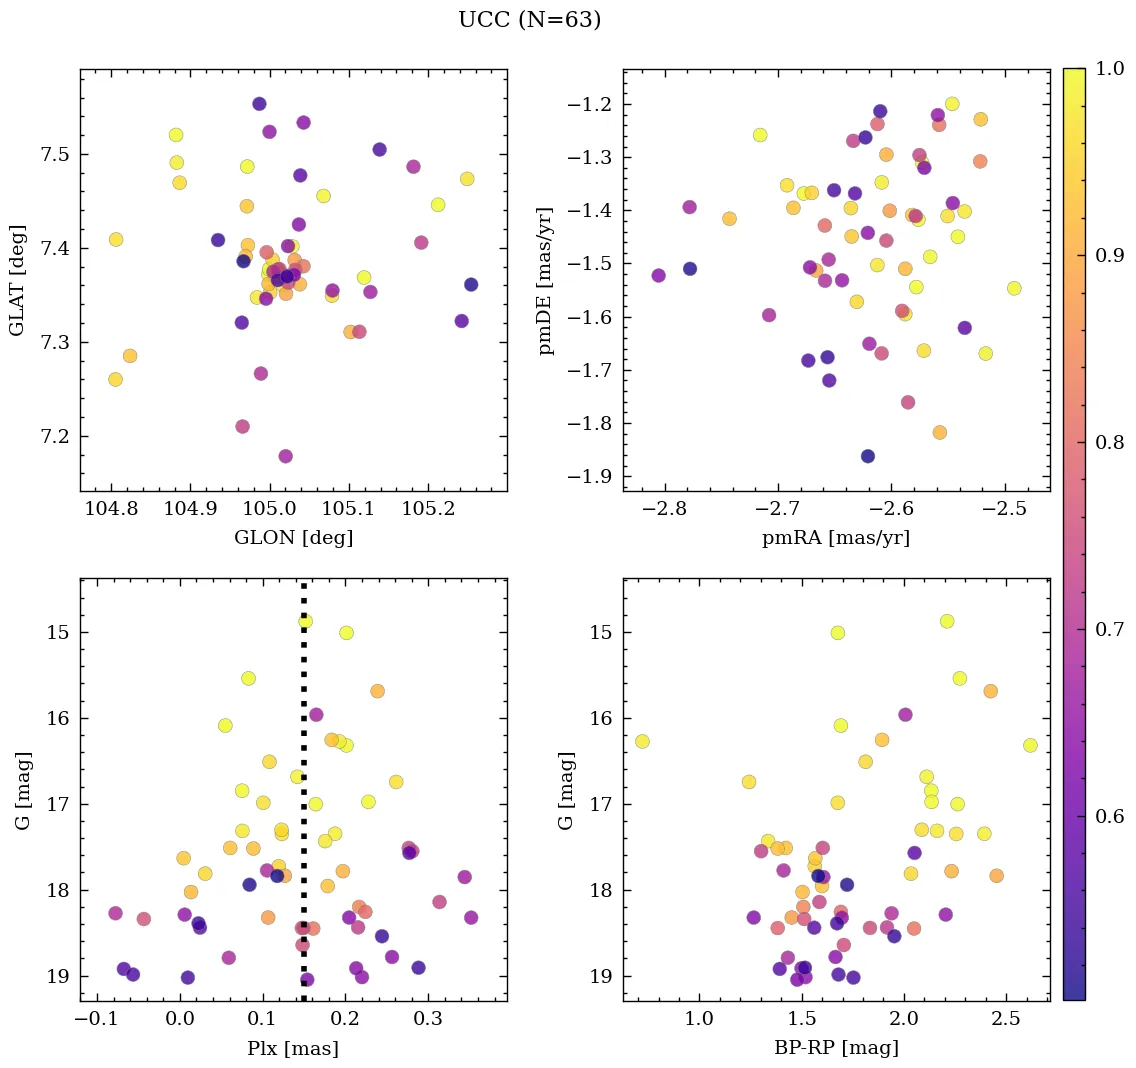 UCC (N=63)
7.5
7.4
7.3
7.2
GLAT [deg]
104.8 104.9 105.0 105.1 105.2
GLON [deg]
−1.2
−1.3
−1.4
−1.5
−1.6
−1.7
−1.8
−1.9
pmDE [mas/yr]
−2.8 −2.7 −2.6 −2.5
pmRA [mas/yr]
1.0
0.9
0.8
0.7
0.6
15
16
17
18
19
G [mag]
−0.1 0.0 0.1 0.2 0.3
Plx [mas]
15
16
17
18
19
G [mag]
1.0 1.5 2.0 2.5
BP-RP [mag]